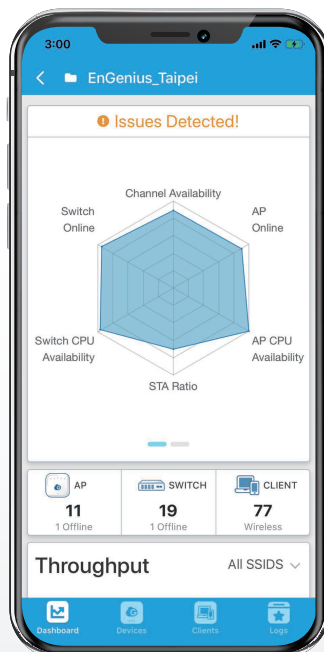 3:00
EnGenius_Taipei
Issues Detected!
Channel Availability
Switch
Online
AP
Online
Switch CPU
Availability
AP CPU
Availability
STA Ratio
AP
11
1 Offline
SWITCH
19
1 Offline
CLIENT
77
Wireless
Throughput
All SSIDS
Dashboard
Devices
Clients
Logs